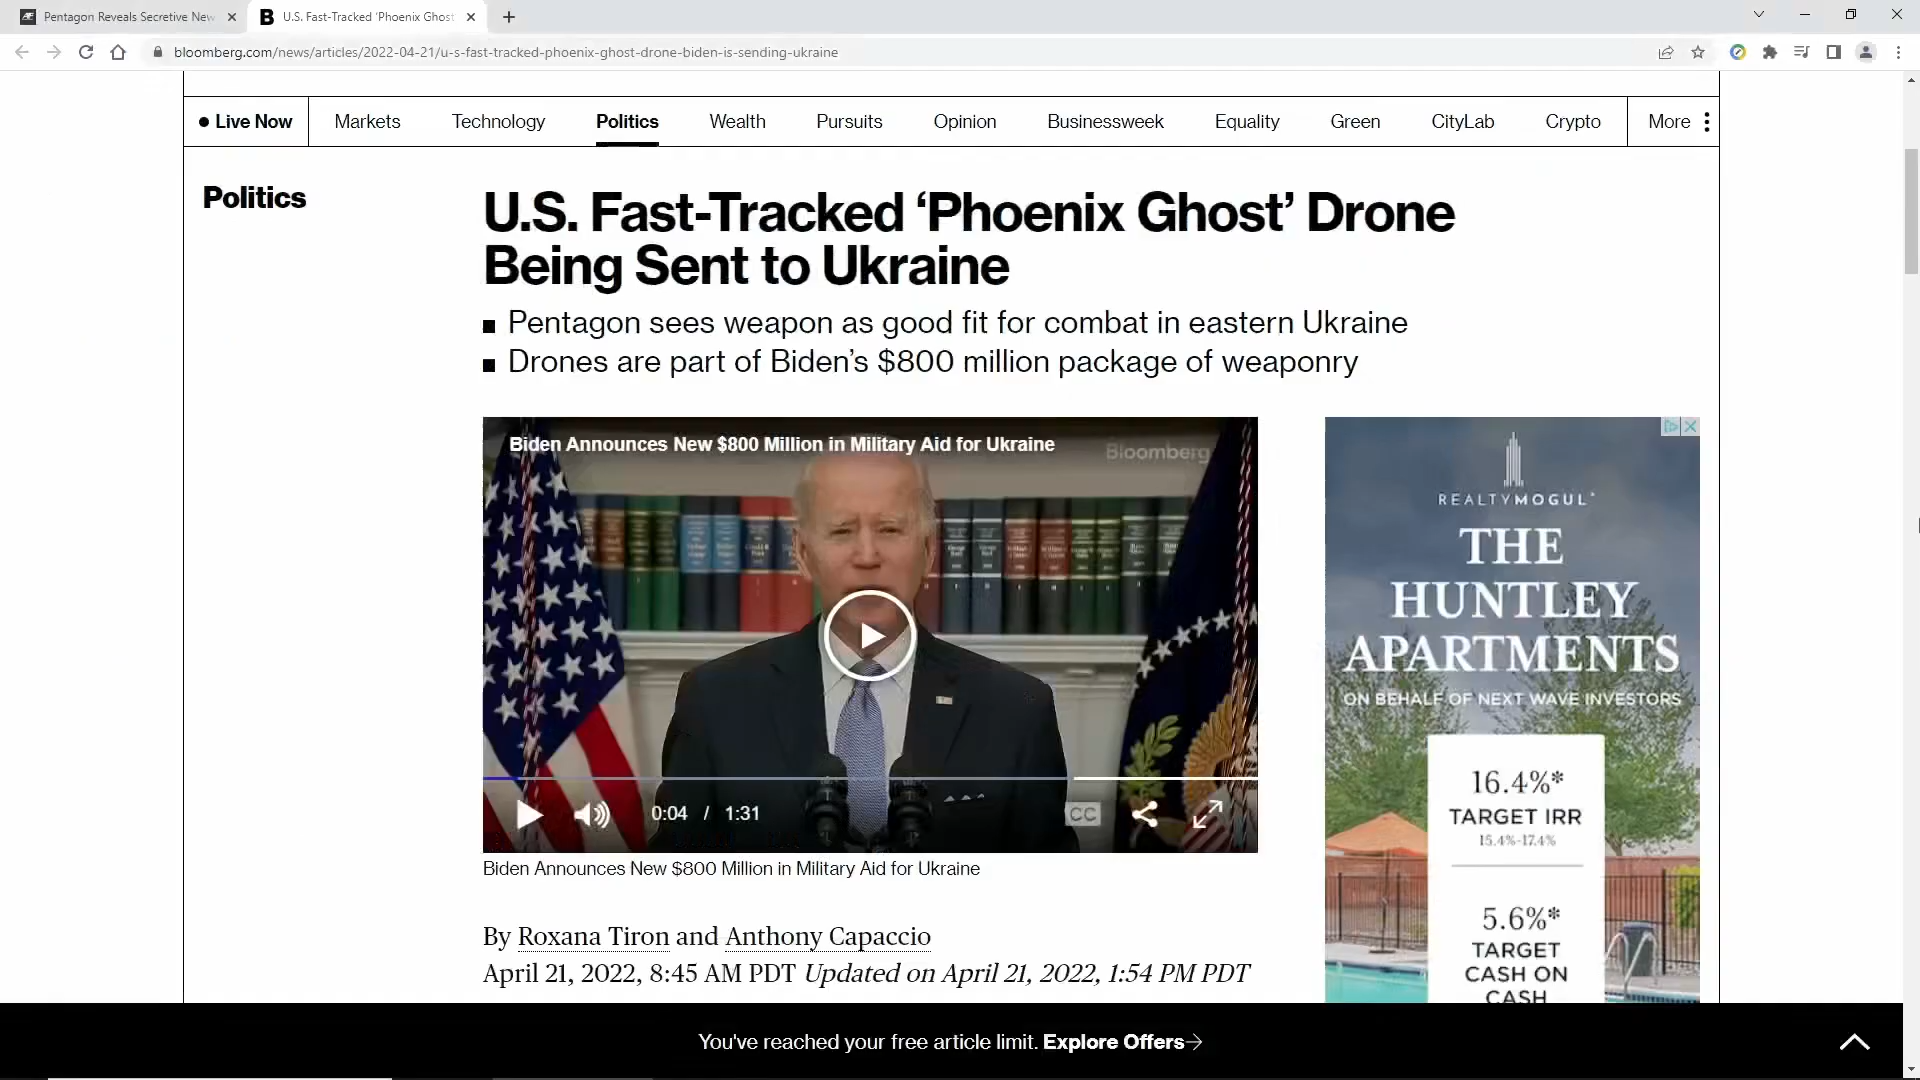 Pentagon Reveals Secretive New
U.S. Fast-Tracked ‘Phoenix Ghost’
bloomberg.com/news/articles/2022-04-21/u-s-fast-tracked-phoenix-ghost-drone-biden-is-sending-ukraine
Live Now Markets Technology Politics Wealth Pursuits Opinion Businessweek Equality Green CityLab Crypto More
Politics
U.S. Fast-Tracked ‘Phoenix Ghost’ Drone
Being Sent to Ukraine
Pentagon sees weapon as good fit for combat in eastern Ukraine
Drones are part of Biden’s $800 million package of weaponry
Biden Announces New $800 Million in Military Aid for Ukraine
Bloomberg
0:04 / 1:31
CC
Biden Announces New $800 Million in Military Aid for Ukraine
By Roxana Tiron and Anthony Capaccio
April 21, 2022, 8:45 AM PDT Updated on April 21, 2022, 1:54 PM PDT
REALTYMOGUL
THE
HUNTLEY
APARTMENTS
ON BEHALF OF NEXT WAVE INVESTORS
16.4%*
TARGET IRR
15.4%-17.4%
5.6%*
TARGET
CASH ON
CASH
You've reached your free article limit. Explore Offers→